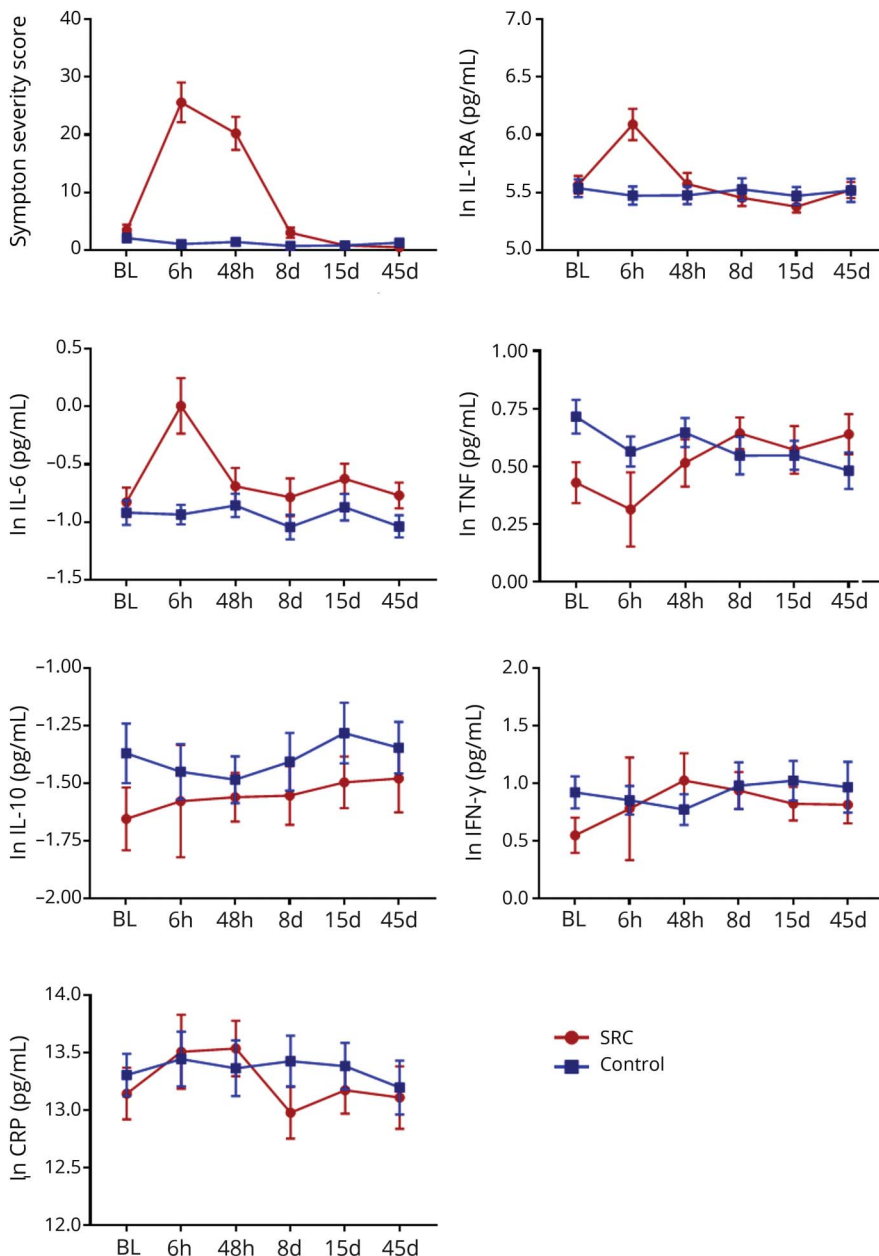 Sympton severity score
40
30
20
10
0
BL 6h 48h 8d 15d 45d
ln IL-1RA (pg/mL)
7.0
6.5
6.0
5.5
5.0
BL 6h 48h 8d 15d 45d
ln IL-6 (pg/mL)
0.5
0.0
−0.5
−1.0
−1.5
BL 6h 48h 8d 15d 45d
ln TNF (pg/mL)
1.00
0.75
0.50
0.25
0.00
BL 6h 48h 8d 15d 45d
ln IL-10 (pg/mL)
−1.00
−1.25
−1.50
−1.75
−2.00
BL 6h 48h 8d 15d 45d
ln IFN-γ (pg/mL)
2.0
1.5
1.0
0.5
0.0
BL 6h 48h 8d 15d 45d
ln CRP (pg/mL)
14.0
13.5
13.0
12.5
12.0
BL 6h 48h 8d 15d 45d
SRC
Control